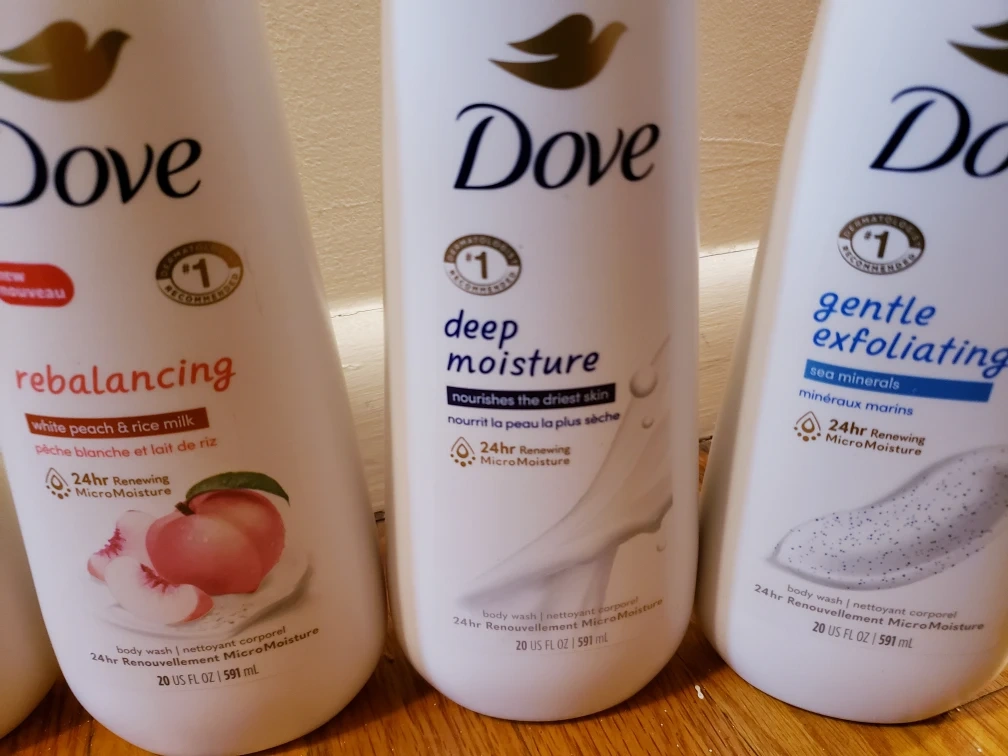 Dove
new
nouveau
DERMATOLOGIST
#1
RECOMMENDED
rebalancing
white peach & rice milk
pêche blanche et lait de riz
24hr Renewing
MicroMoisture
body wash | nettoyant corporel
24hr Renouvellement MicroMoisture
20 US FL OZ | 591 mL
Dove
DERMATOLOGIST
#1
RECOMMENDED
deep
moisture
nourishes the driest skin
nourrit la peau la plus sèche
24hr Renewing
MicroMoisture
body wash | nettoyant corporel
24hr Renouvellement MicroMoisture
20 US FL OZ | 591 mL
Do
DERMATOLOGIST
#1
RECOMMENDED
gentle
exfoliating
sea minerals
minéraux marins
24hr Renewing
MicroMoisture
body wash | nettoyant corporel
24hr Renouvellement MicroMoisture
20 US FL OZ | 591 mL